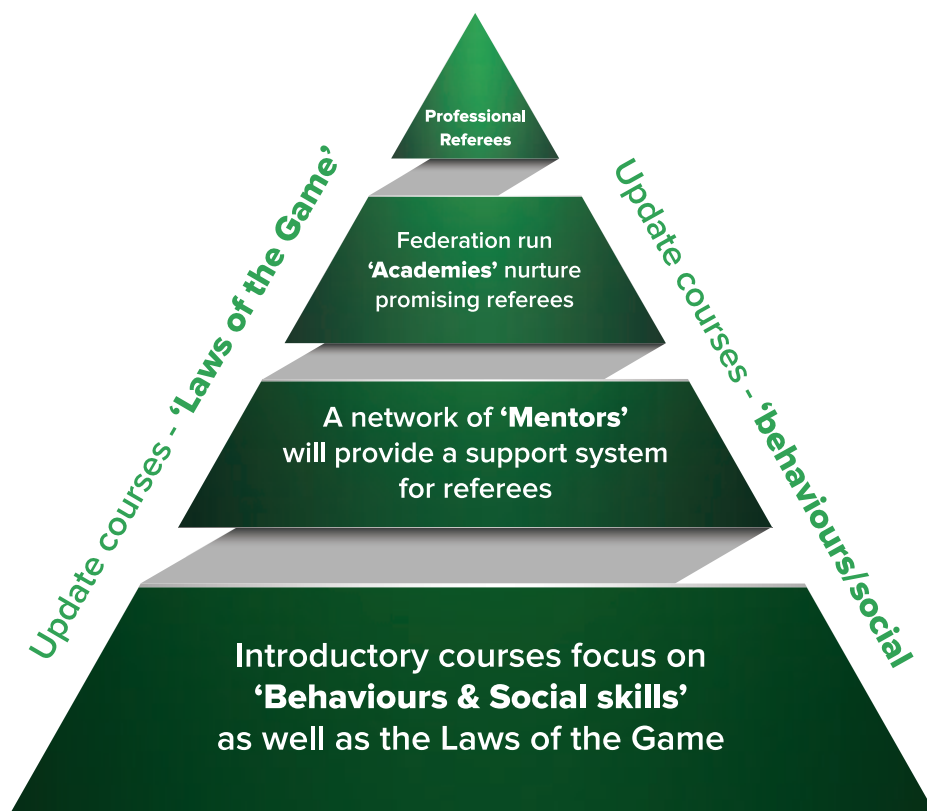 Professional
Referees
Federation run
‘Academies’ nurture
promising referees
A network of ‘Mentors’
will provide a support system
for referees
Introductory courses focus on
‘Behaviours & Social skills’
as well as the Laws of the Game
Update courses - ‘Laws of the Game’
Update courses - ‘behaviours/social